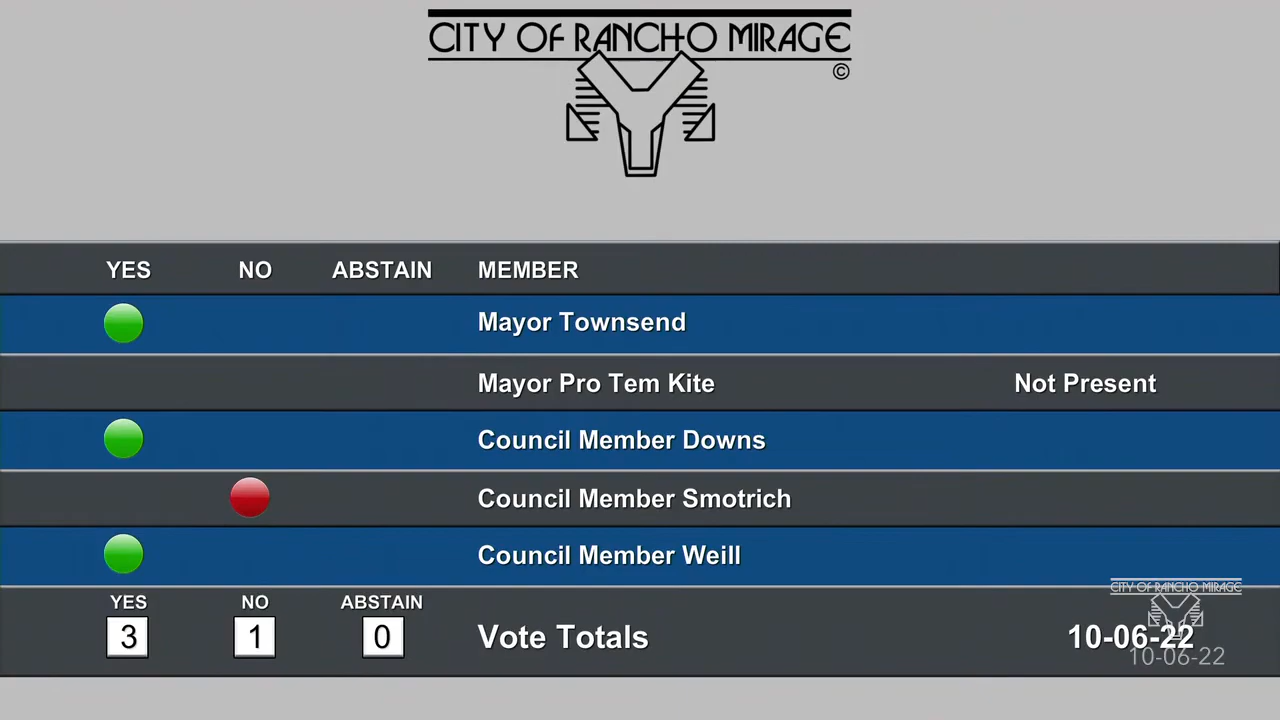 CITY OF RANCHO MIRAGE
©
YES NO ABSTAIN MEMBER
Mayor Townsend
Mayor Pro Tem Kite Not Present
Council Member Downs
Council Member Smotrich
Council Member Weill
CITY OF RANCHO MIRAGE
YES NO ABSTAIN
3 1 0 Vote Totals 10-06-22
10-06-22